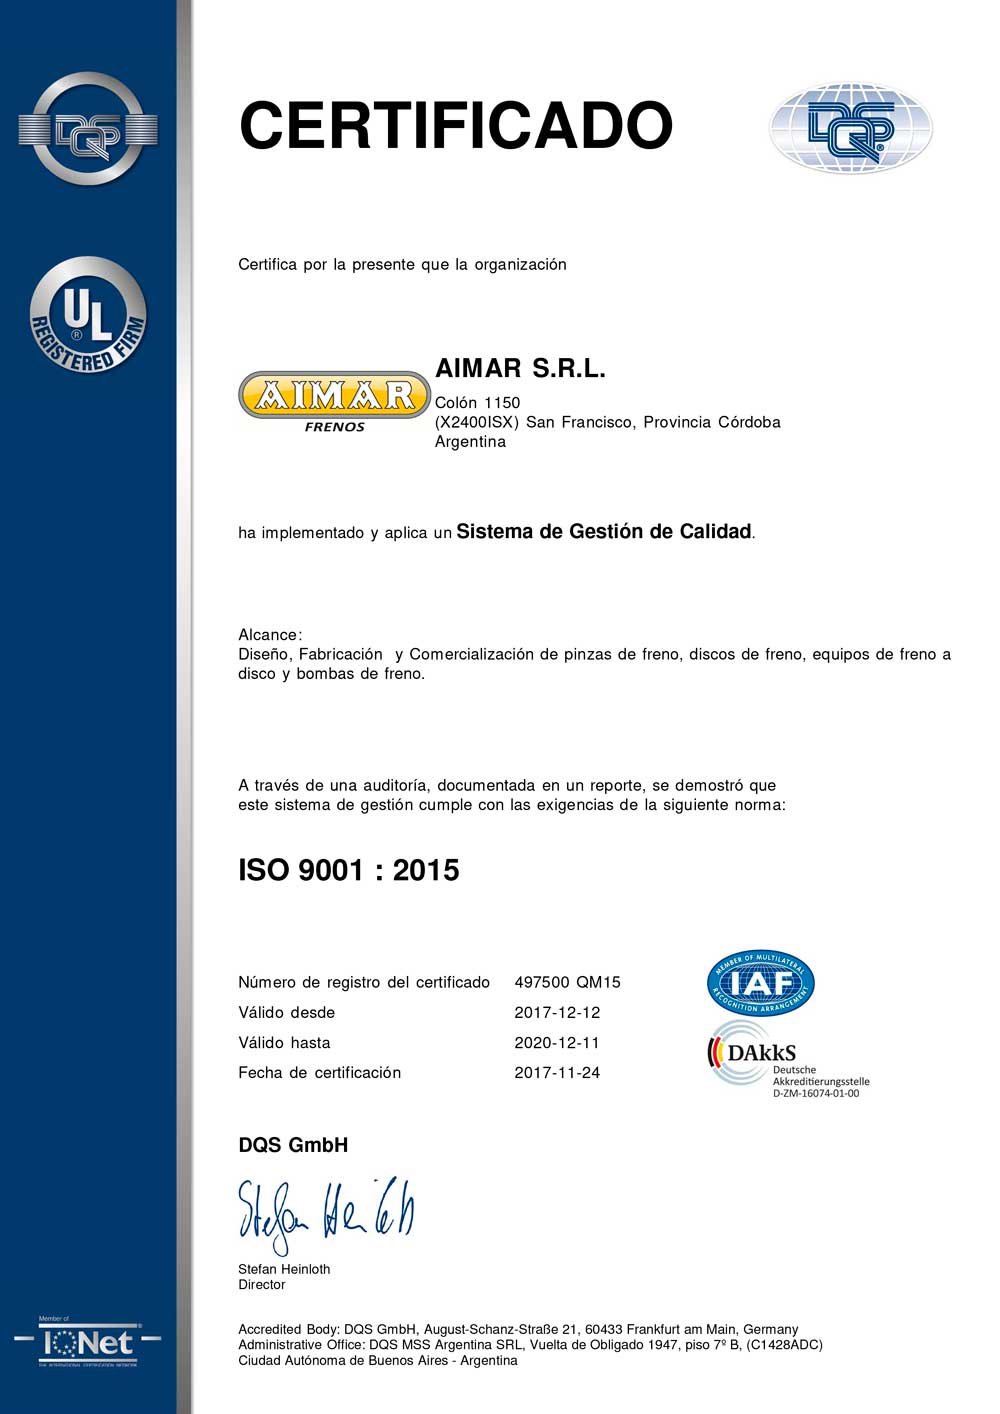 CERTIFICADO
DQS
DQS
®
UL
®
REGISTERED FIRM
Certifica por la presente que la organización
AIMAR
FRENOS
AIMAR S.R.L.
Colón 1150
(X2400ISX) San Francisco, Provincia Córdoba
Argentina
ha implementado y aplica un Sistema de Gestión de Calidad.
Alcance:
Diseño, Fabricación y Comercialización de pinzas de freno, discos de freno, equipos de freno a
disco y bombas de freno.
A través de una auditoría, documentada en un reporte, se demostró que
este sistema de gestión cumple con las exigencias de la siguiente norma:
ISO 9001 : 2015
Número de registro del certificado 497500 QM15
Válido desde 2017-12-12
Válido hasta 2020-12-11
Fecha de certificación 2017-11-24
MEMBER OF MULTILATERAL
IAF
RECOGNITION ARRANGEMENT
DAkkS
Deutsche
Akkreditierungsstelle
D-ZM-16074-01-00
DQS GmbH
Stefan Heinloth
Stefan Heinloth
Director
Member of
IQNet
®
THE INTERNATIONAL CERTIFICATION NETWORK
Accredited Body: DQS GmbH, August-Schanz-Straße 21, 60433 Frankfurt am Main, Germany
Administrative Office: DQS MSS Argentina SRL, Vuelta de Obligado 1947, piso 7º B, (C1428ADC)
Ciudad Autónoma de Buenos Aires - Argentina